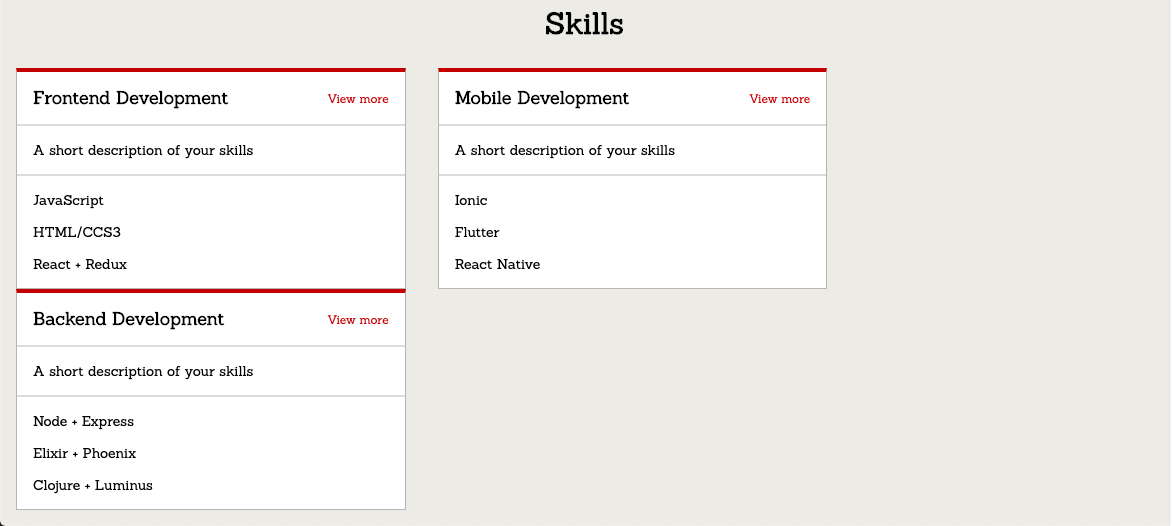 Skills
Frontend Development View more
A short description of your skills
JavaScript
HTML/CCS3
React + Redux
Mobile Development View more
A short description of your skills
Ionic
Flutter
React Native
Backend Development View more
A short description of your skills
Node + Express
Elixir + Phoenix
Clojure + Luminus